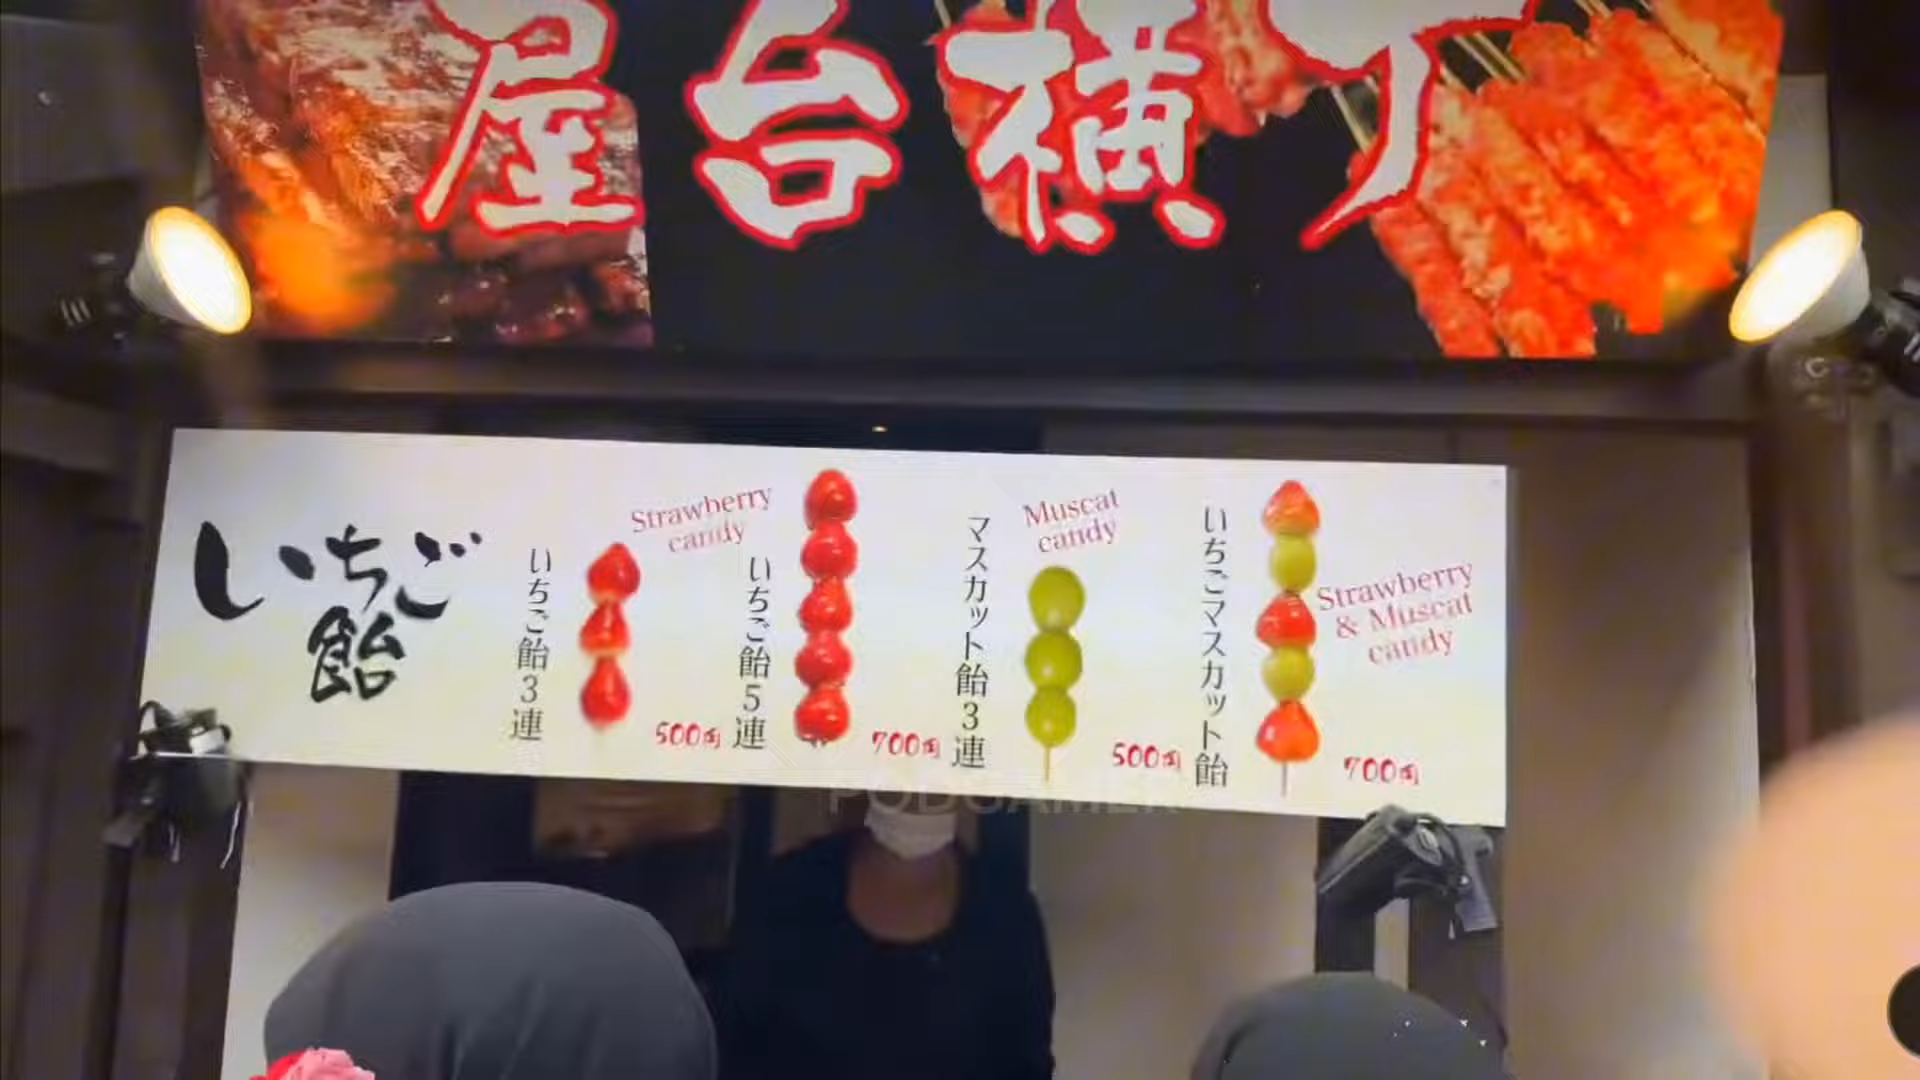 屋台横丁
いちご
飴
いちご飴3連
Strawberry
candy
500円
いちご飴5連
700円
マスカット飴3連
Muscat
candy
500円
いちごマスカット飴
Strawberry
& Muscat
candy
700円
PODGAMER